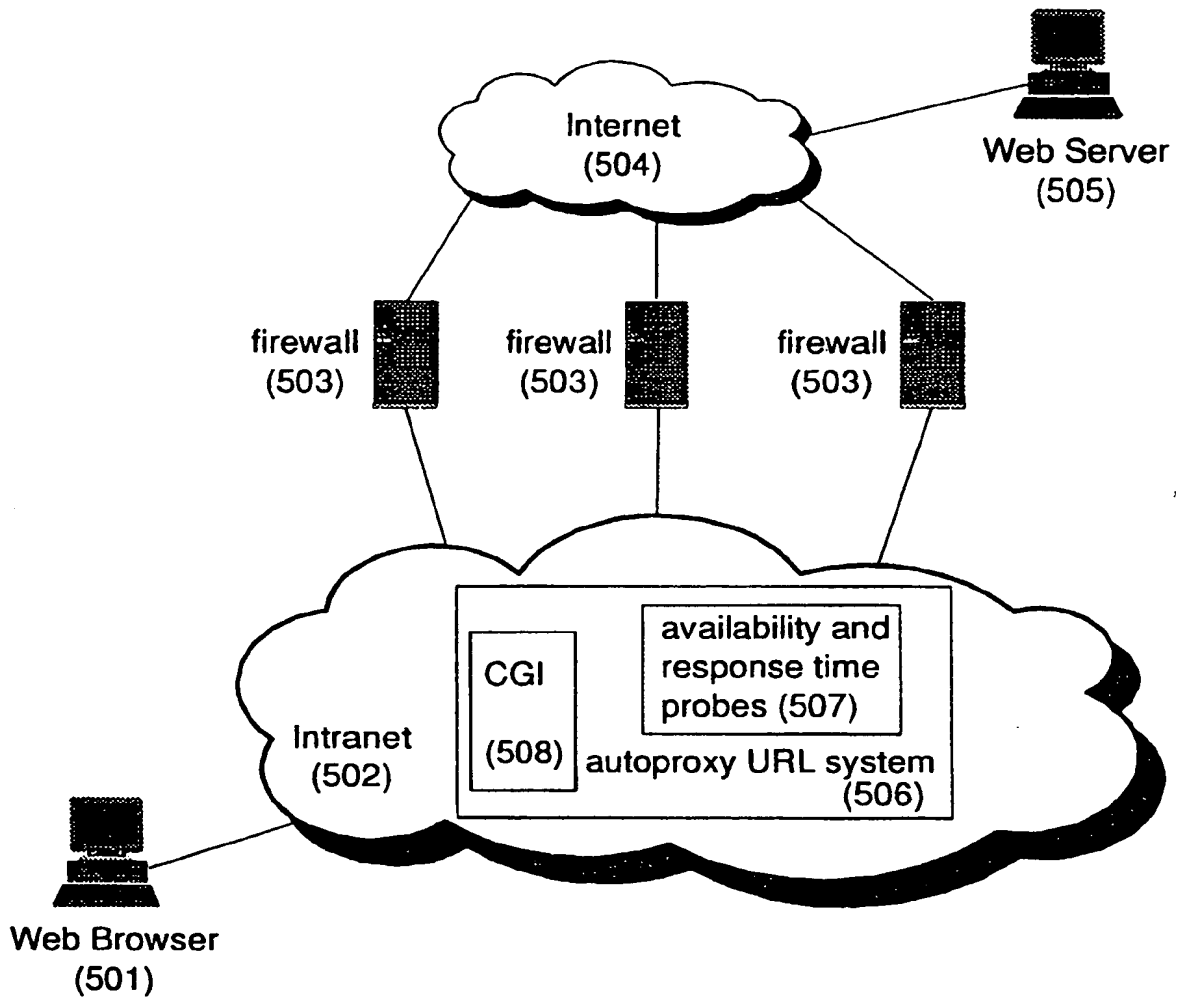 Internet
(504)
Web Server
(505)
firewall
(503)
firewall
(503)
firewall
(503)
availability and
response time
probes (507)
CGI
(508)
autoproxy URL system
(506)
Intranet
(502)
Web Browser
(501)